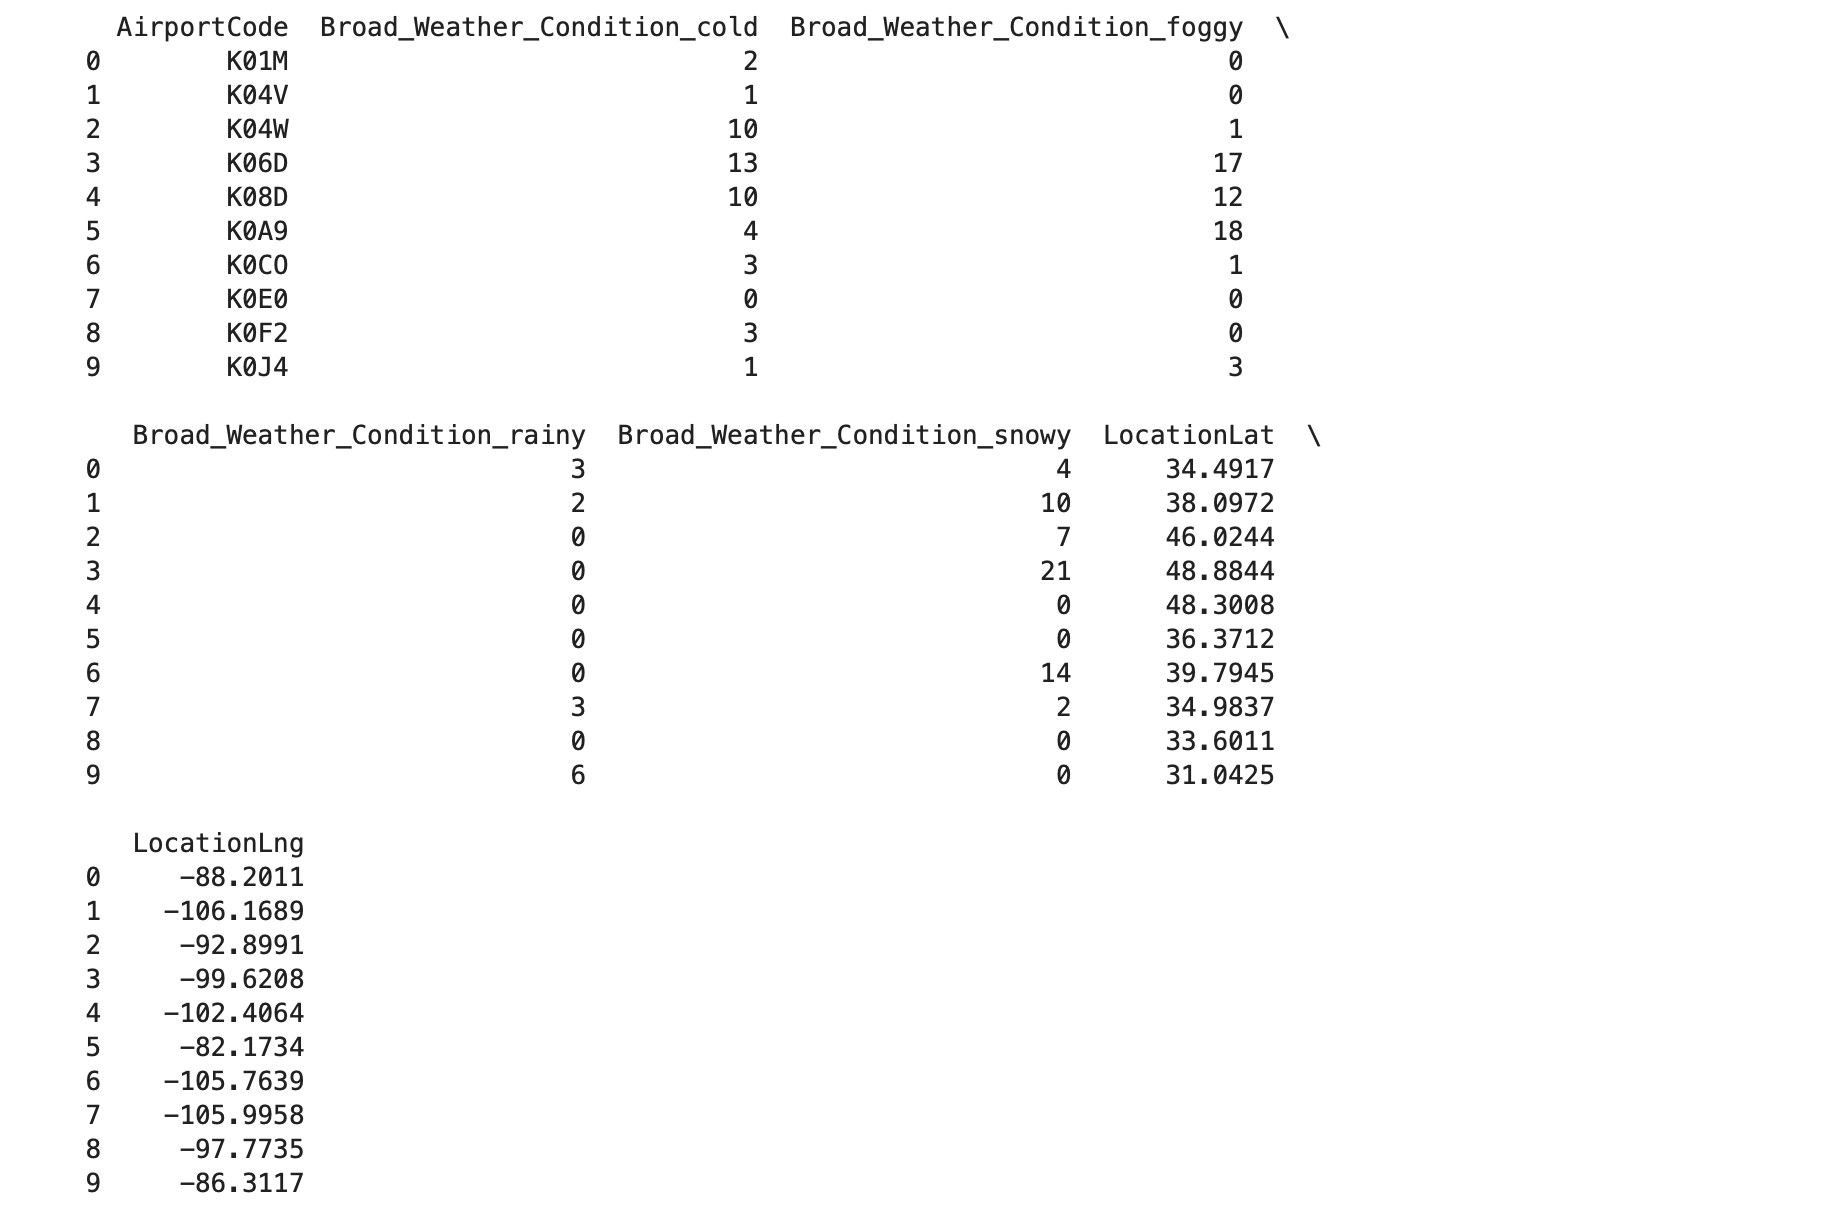 AirportCode Broad_Weather_Condition_cold Broad_Weather_Condition_foggy \
0 K01M 2 0
1 K04V 1 0
2 K04W 10 1
3 K06D 13 17
4 K08D 10 12
5 K0A9 4 18
6 K0CO 3 1
7 K0E0 0 0
8 K0F2 3 0
9 K0J4 1 3
Broad_Weather_Condition_rainy Broad_Weather_Condition_snowy LocationLat \
0 3 4 34.4917
1 2 10 38.0972
2 0 7 46.0244
3 0 21 48.8844
4 0 0 48.3008
5 0 0 36.3712
6 0 14 39.7945
7 3 2 34.9837
8 0 0 33.6011
9 6 0 31.0425
LocationLng
0 -88.2011
1 -106.1689
2 -92.8991
3 -99.6208
4 -102.4064
5 -82.1734
6 -105.7639
7 -105.9958
8 -97.7735
9 -86.3117